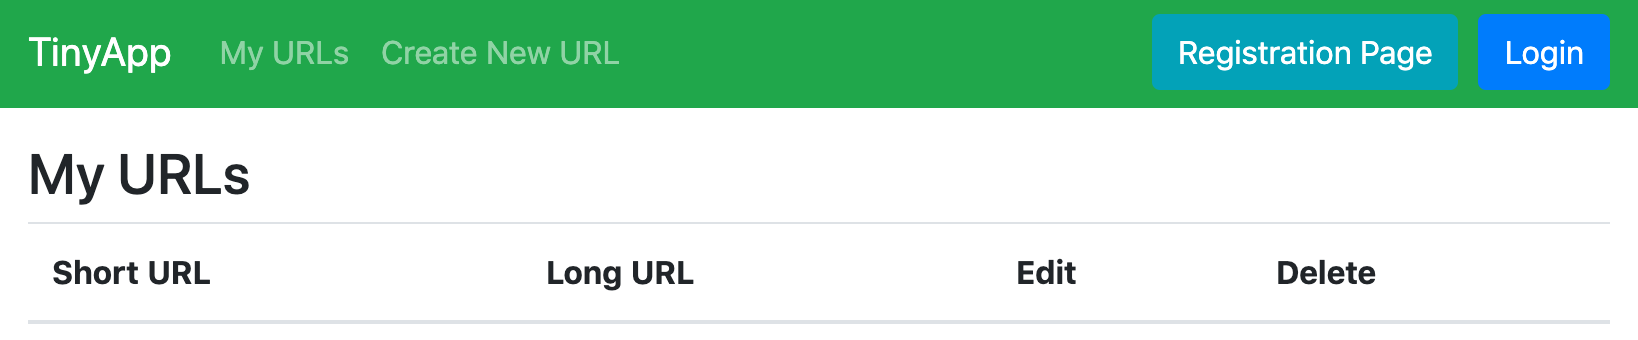 TinyApp My URLs Create New URL Registration Page Login
My URLs
Short URL Long URL Edit Delete